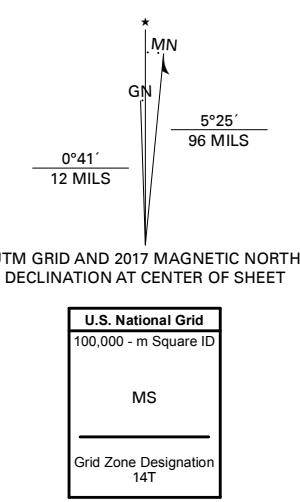 ★
MN
GN
5°25´
96 MILS
0°41´
12 MILS
UTM GRID AND 2017 MAGNETIC NORTH
DECLINATION AT CENTER OF SHEET
U.S. National Grid
100,000 - m Square ID
MS
Grid Zone Designation
14T